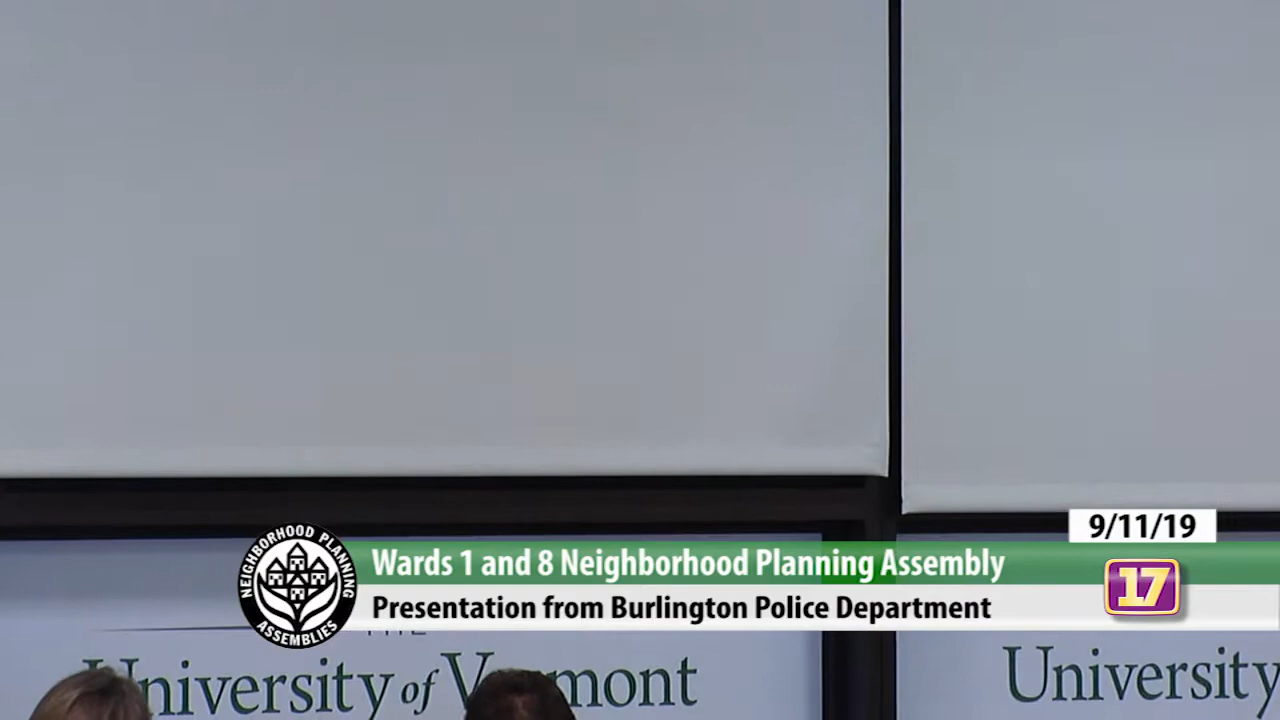 9/11/19
NEIGHBORHOOD PLANNING
ASSEMBLIES
Wards 1 and 8 Neighborhood Planning Assembly
17
Presentation from Burlington Police Department
THE
University of Vermont
University